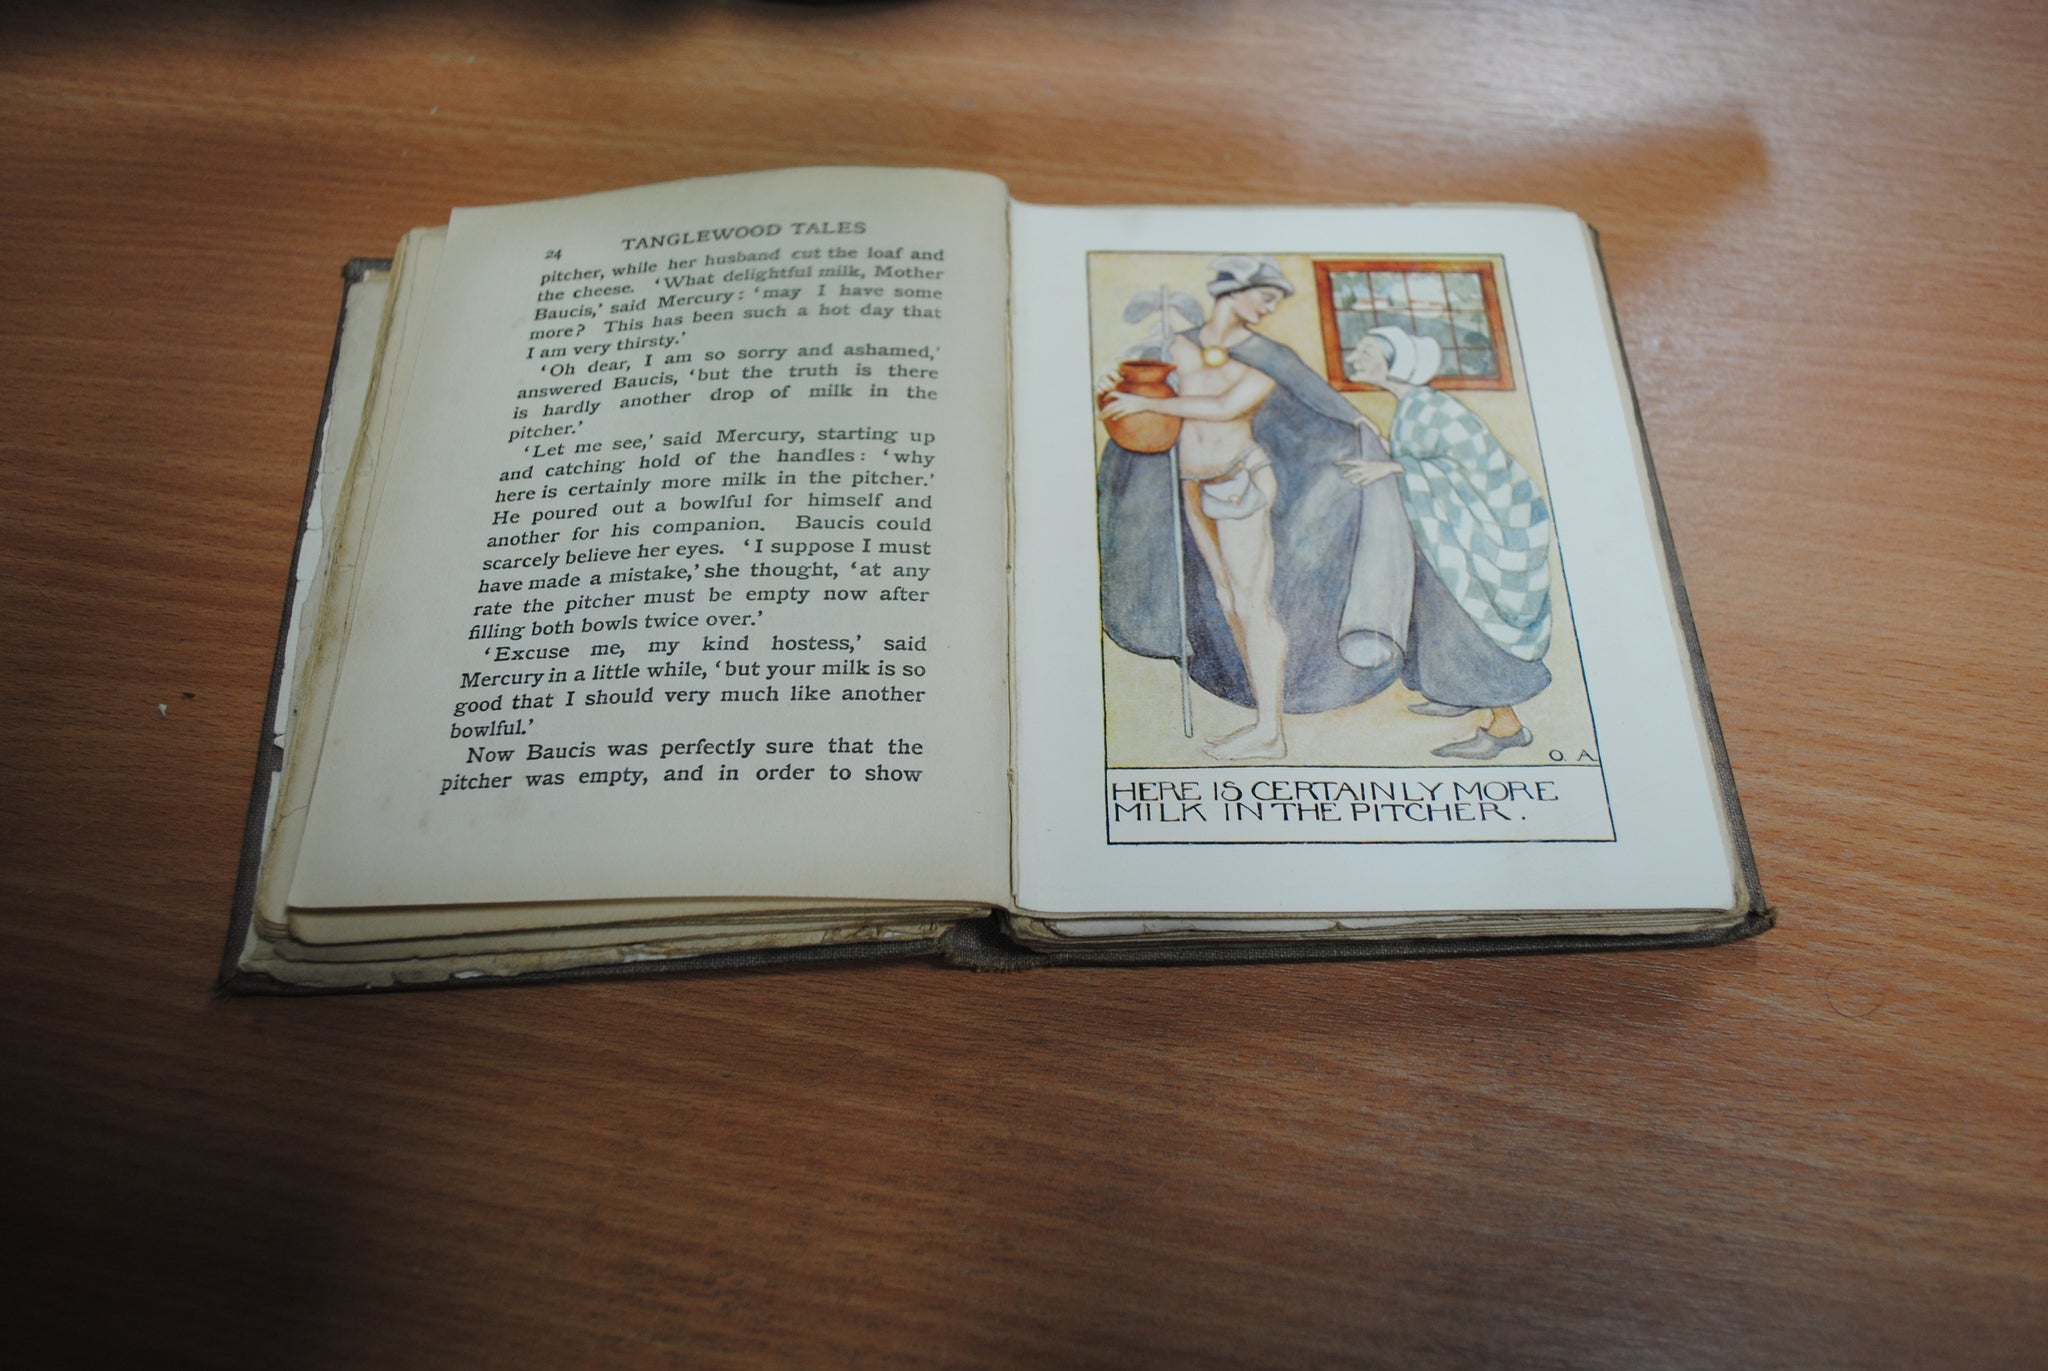 24
TANGLEWOOD TALES
pitcher, while her husband cut the loaf and
the cheese. ‘What delightful milk, Mother
Baucis,’ said Mercury: ‘may I have some
more? This has been such a hot day that
I am very thirsty.’
‘Oh dear, I am so sorry and ashamed,’
answered Baucis, ‘but the truth is there
is hardly another drop of milk in the
pitcher.’
‘Let me see,’ said Mercury, starting up
and catching hold of the handles: ‘why
here is certainly more milk in the pitcher.’
He poured out a bowlful for himself and
another for his companion. Baucis could
scarcely believe her eyes. ‘I suppose I must
have made a mistake,’ she thought, ‘at any
rate the pitcher must be empty now after
filling both bowls twice over.’
‘Excuse me, my kind hostess,’ said
Mercury in a little while, ‘but your milk is so
good that I should very much like another
bowlful.’
Now Baucis was perfectly sure that the
pitcher was empty, and in order to show
O. A.
HERE IS CERTAINLY MORE
MILK IN THE PITCHER.